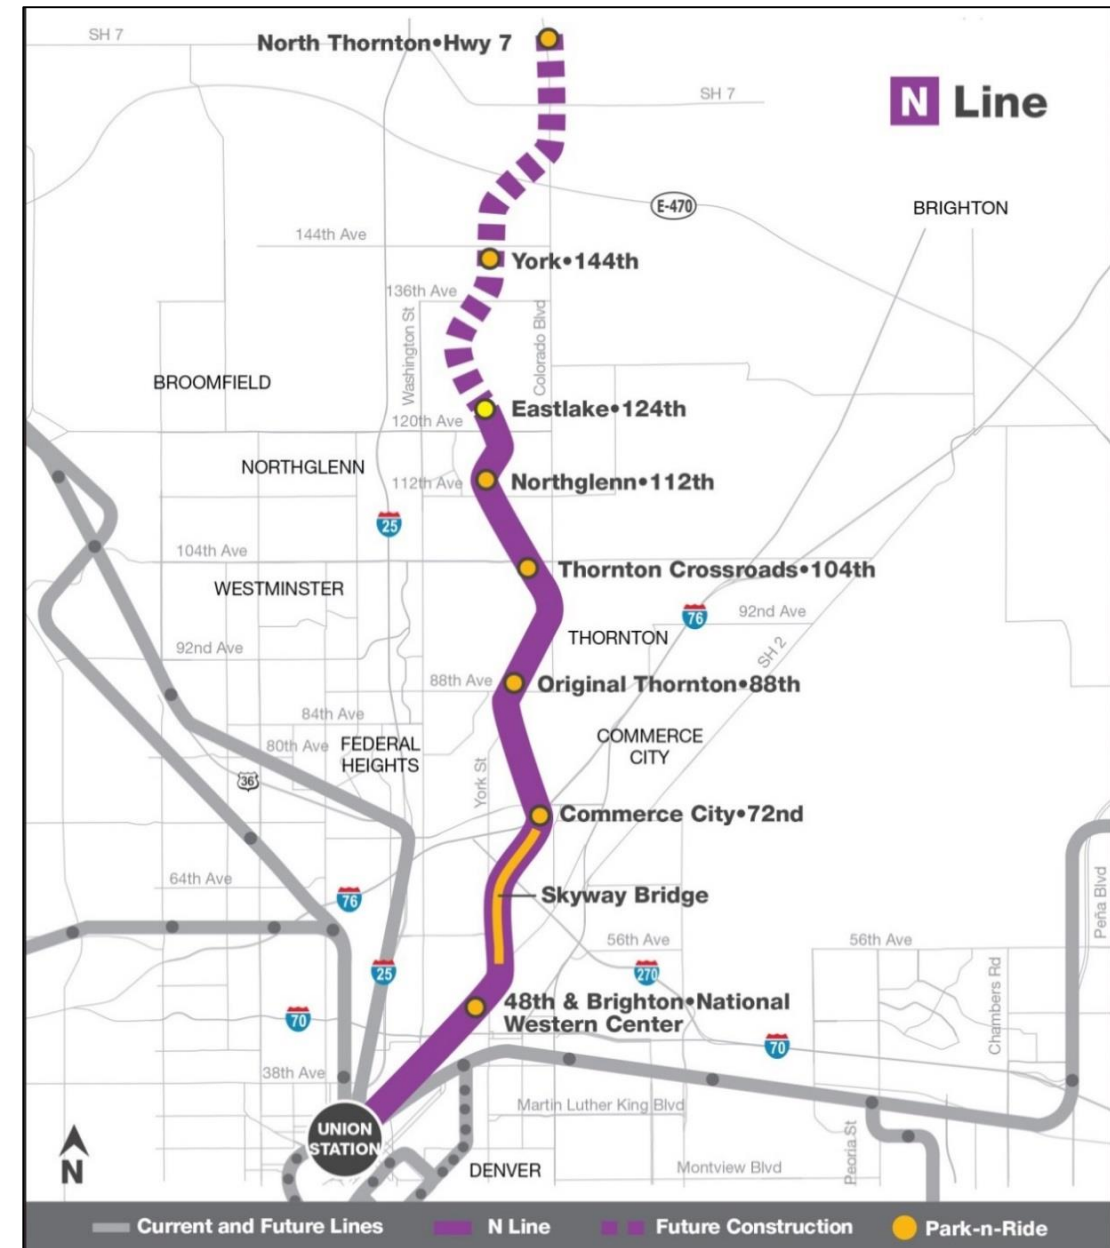 SH 7
North Thornton•Hwy 7
SH 7
N Line
E-470
BRIGHTON
144th Ave
York•144th
136th Ave
Washington St
Colorado Blvd
BROOMFIELD
Eastlake•124th
120th Ave
NORTHGLENN
112th Ave
Northglenn•112th
25
104th Ave
Thornton Crossroads•104th
WESTMINSTER
76
92nd Ave
THORNTON
SH 2
92nd Ave
88th Ave
Original Thornton•88th
84th Ave
80th Ave
FEDERAL
HEIGHTS
COMMERCE
CITY
36
York St
Commerce City•72nd
64th Ave
76
Skyway Bridge
Peña Blvd
56th Ave
56th Ave
25
270
Chambers Rd
48th & Brighton•National
Western Center
70
70
38th Ave
Martin Luther King Blvd
UNION
STATION
Peoria St
N
DENVER
Montview Blvd
Current and Future Lines
N Line
Future Construction
Park-n-Ride